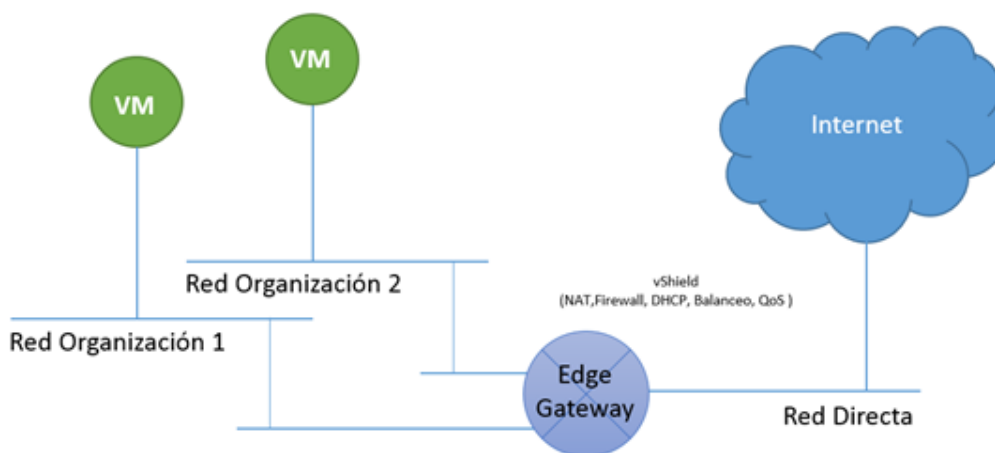 VM
VM
Internet
Red Organización 2
vShield
(NAT,Firewall, DHCP, Balanceo, QoS )
Red Organización 1
Edge
Gateway
Red Directa